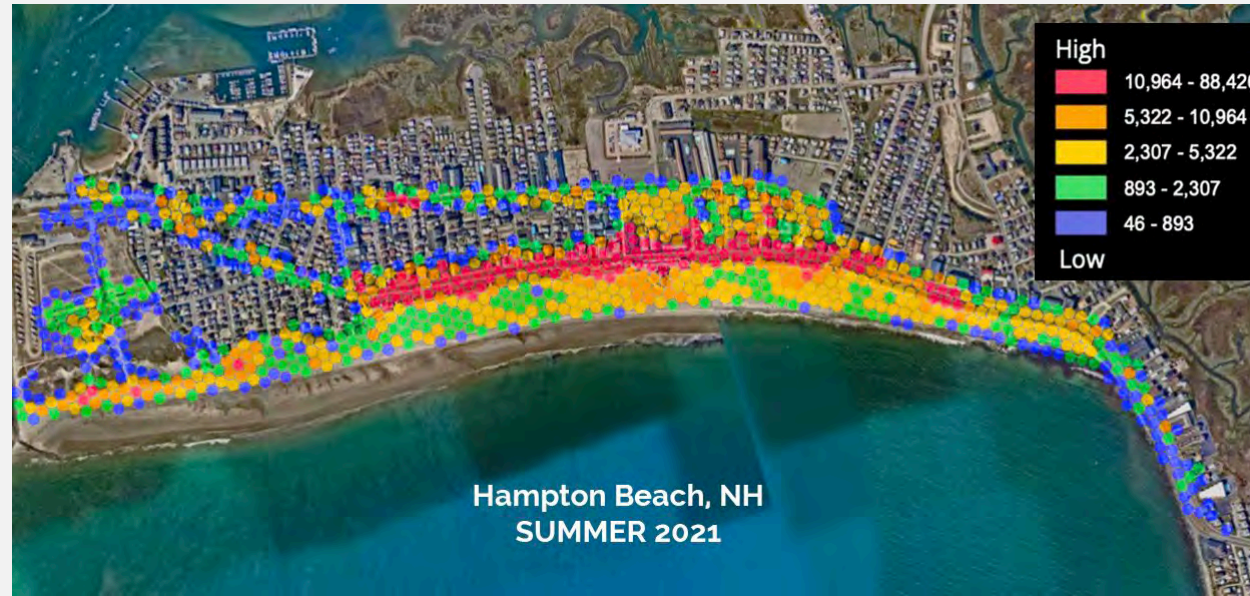 High
10,964 - 88,420
5,322 - 10,964
2,307 - 5,322
893 - 2,307
46 - 893
Low
Hampton Beach, NH
SUMMER 2021